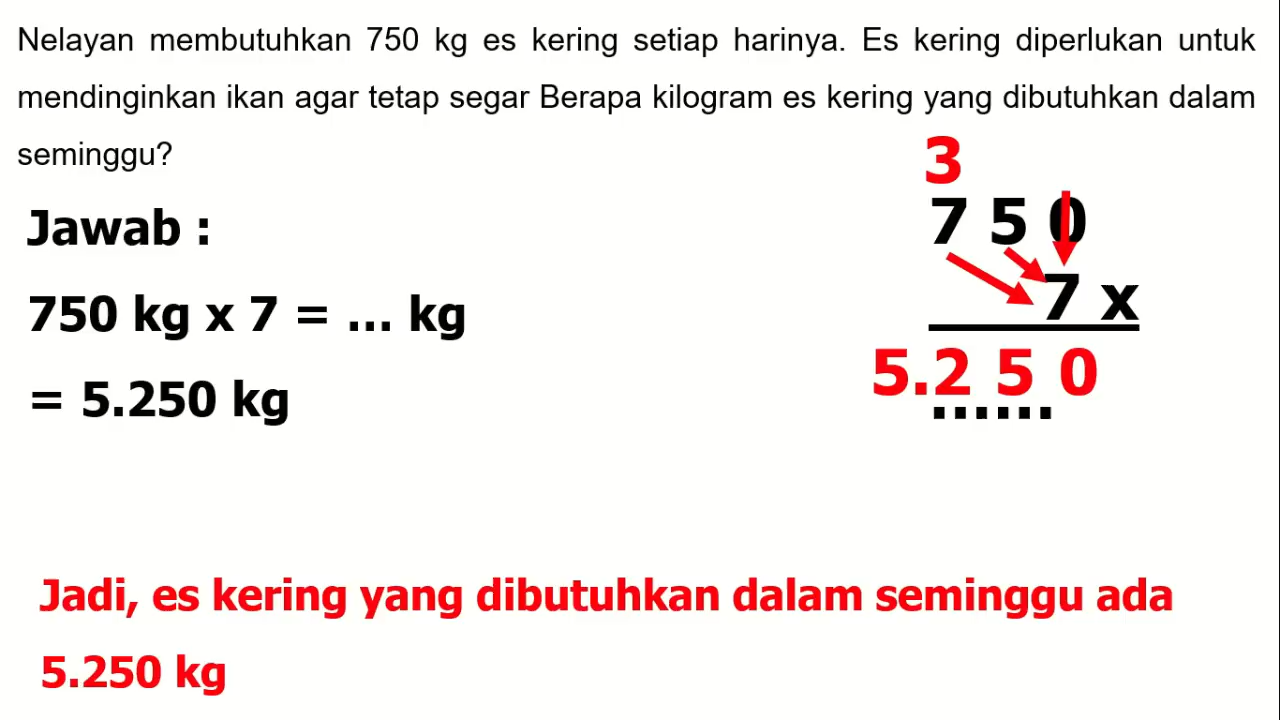 Nelayan membutuhkan 750 kg es kering setiap harinya. Es kering diperlukan untuk
mendinginkan ikan agar tetap segar Berapa kilogram es kering yang dibutuhkan dalam
seminggu?
Jawab :
750 kg x 7 = ... kg
= 5.250 kg
3
7 5 0
7 x
5.2 5 0
......
Jadi, es kering yang dibutuhkan dalam seminggu ada
5.250 kg